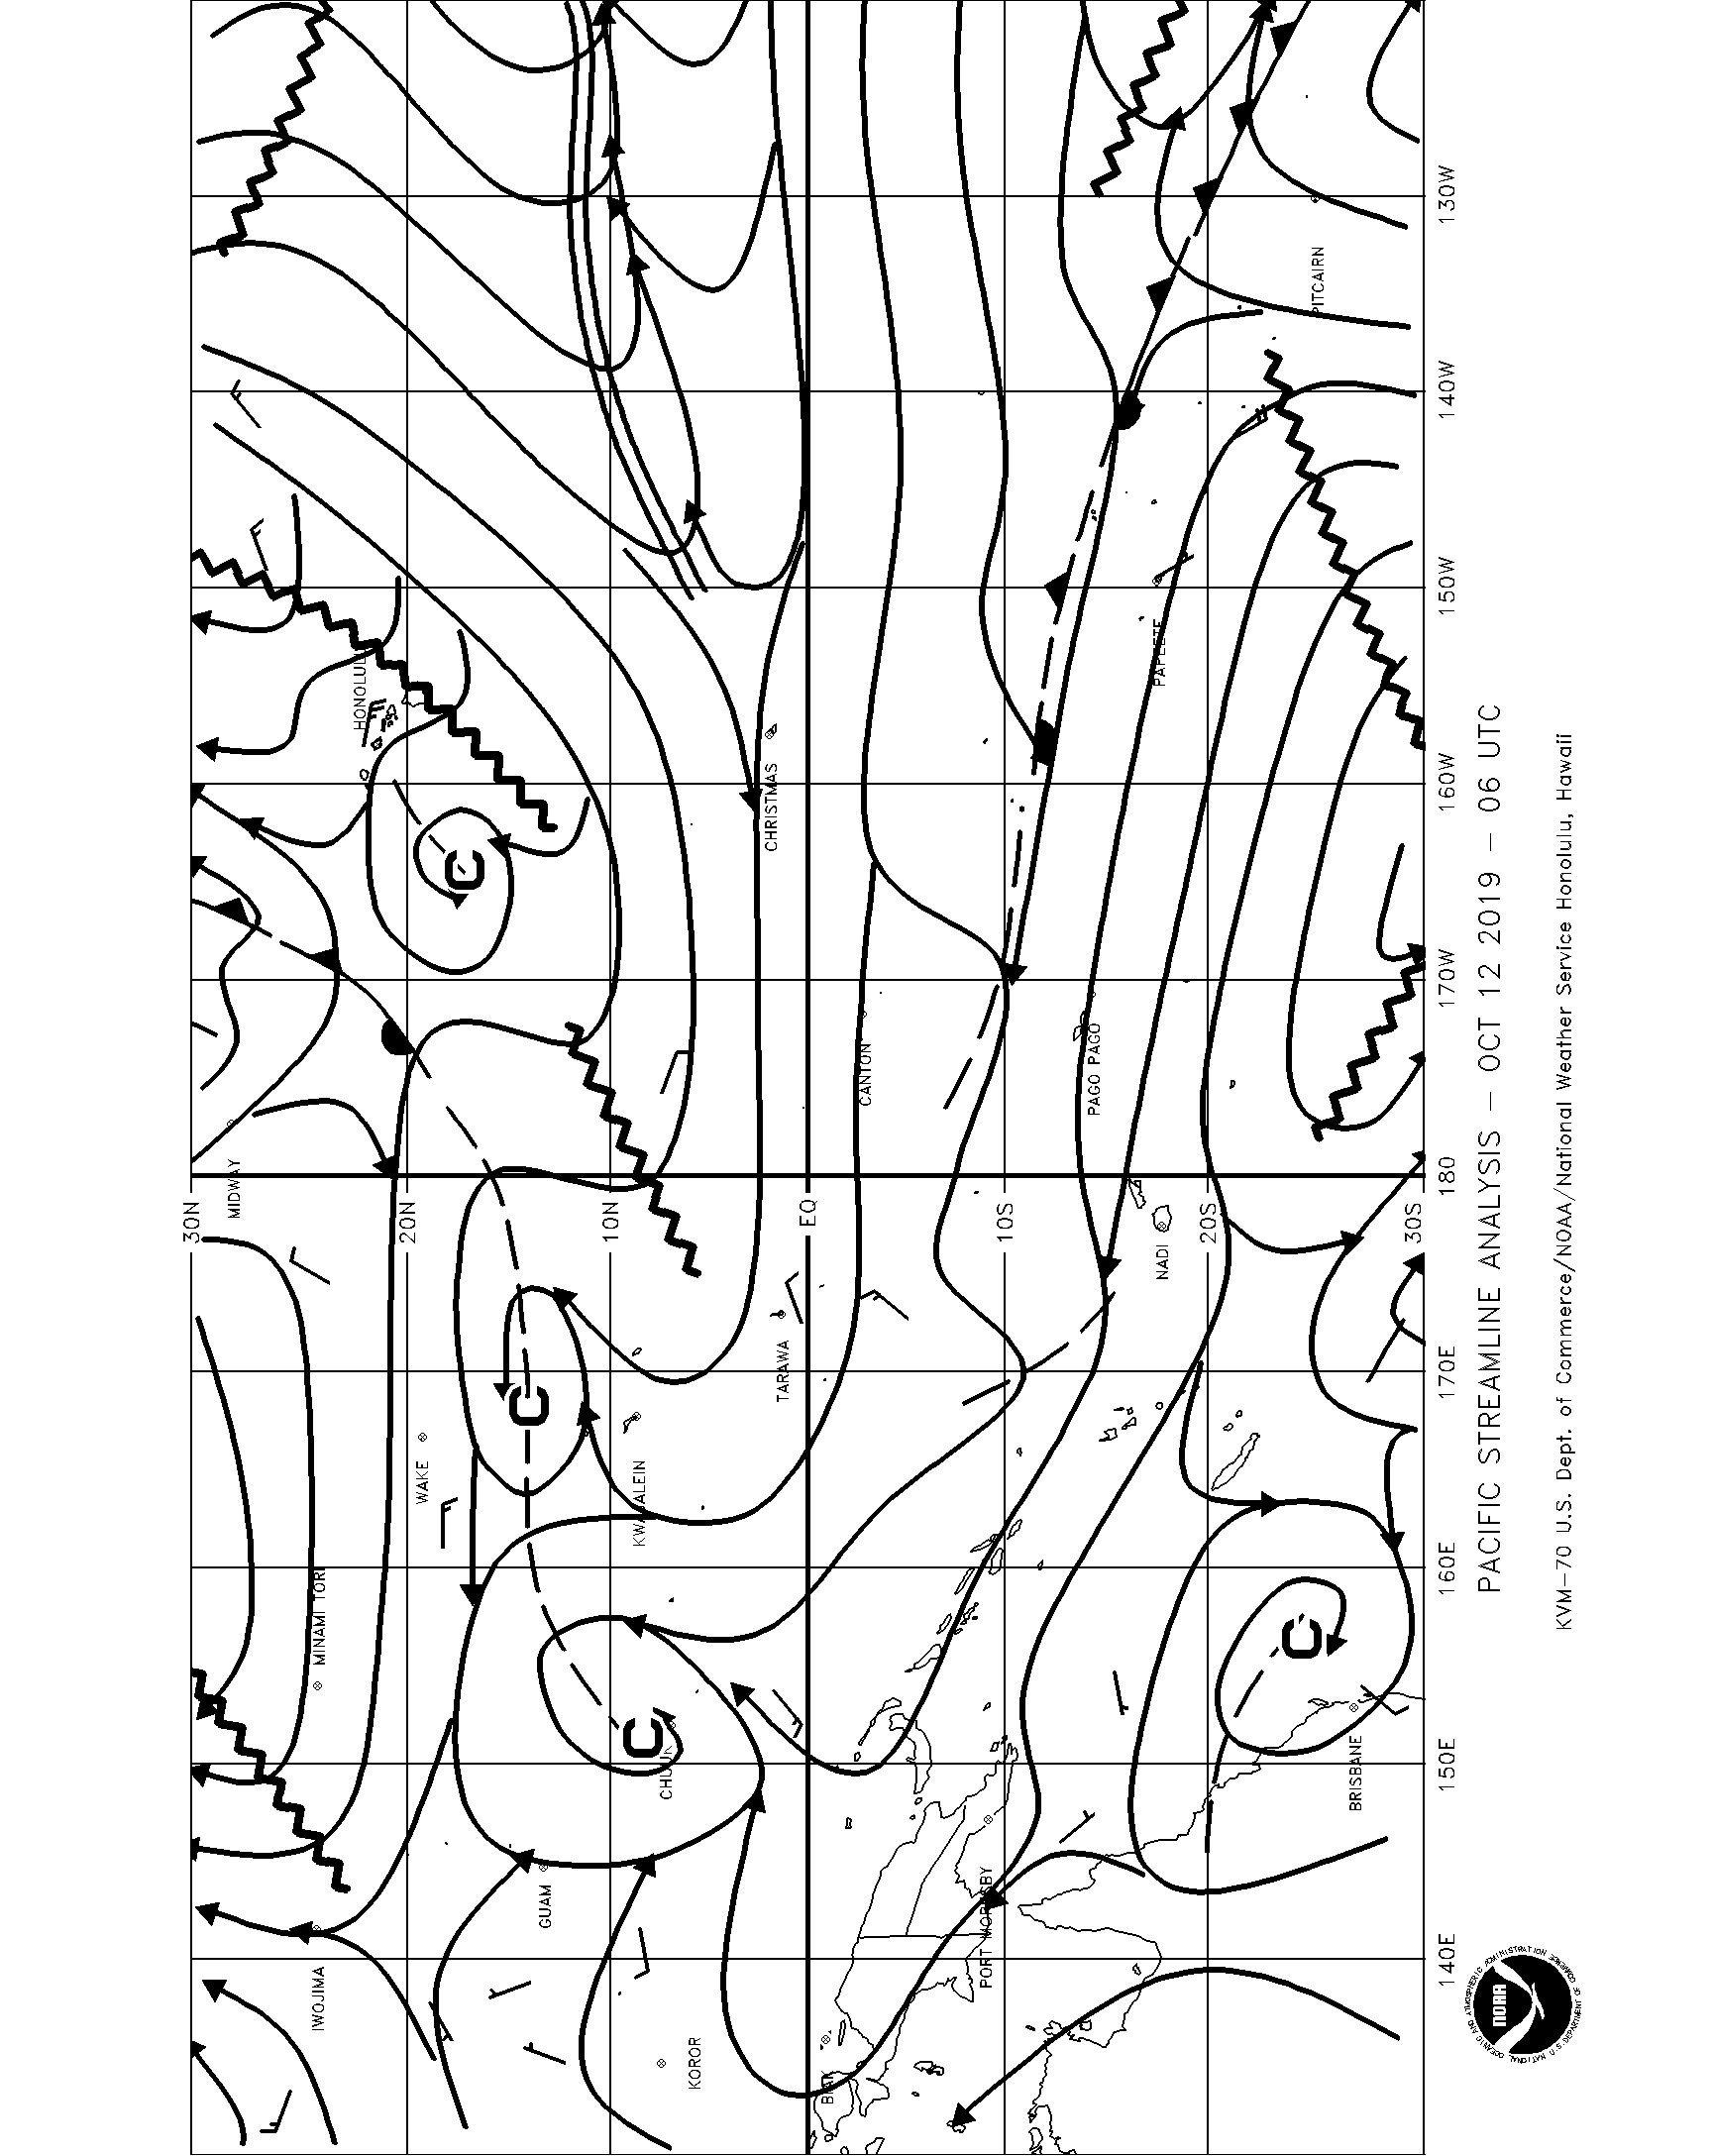 PACIFIC STREAMLINE ANALYSIS – OCT 12 2019 – 06 UTC
KVM–70 U.S. Dept. of Commerce/NOAA/National Weather Service Honolulu, Hawaii
140E
150E
160E
170E
180
170W
160W
150W
140W
130W
30N
20N
10N
EQ
10S
20S
30S
IWOJIMA
MINAMI TORI
MIDWAY
HONOLULU
WAKE
GUAM
KWAJALEIN
CHUUK
KOROR
TARAWA
CHRISTMAS
BIAK
CANTON
PORT MORESBY
PAGO PAGO
NADI
PAPEETE
PITCAIRN
BRISBANE
C
C
C
C
NOAA
NATIONAL OCEANIC AND ATMOSPHERIC ADMINISTRATION
U.S. DEPARTMENT OF COMMERCE